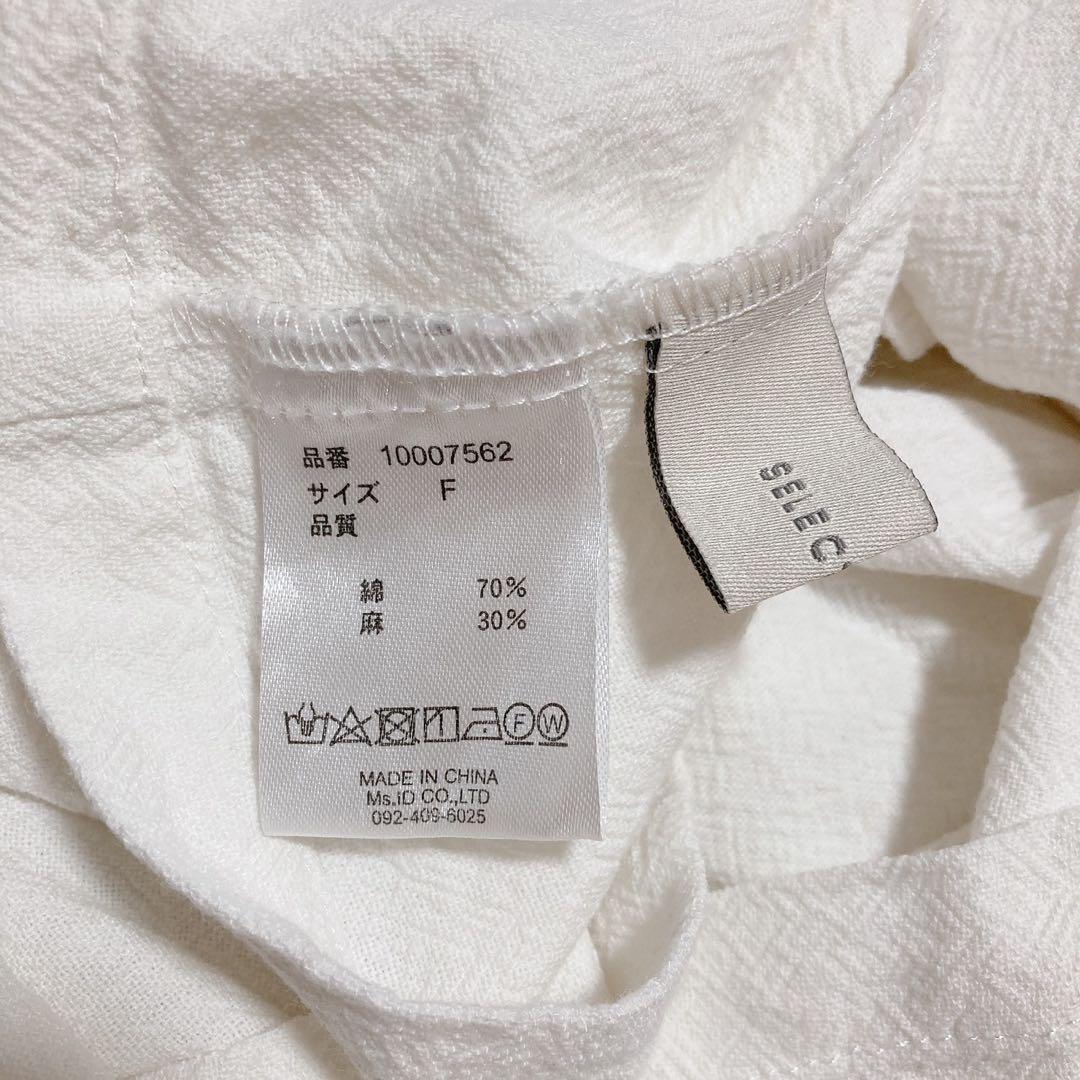 品番 10007562
サイズ F
品質
綿 70%
麻 30%
F W
MADE IN CHINA
Ms.ID CO.,LTD
092-409-6025
SELEC